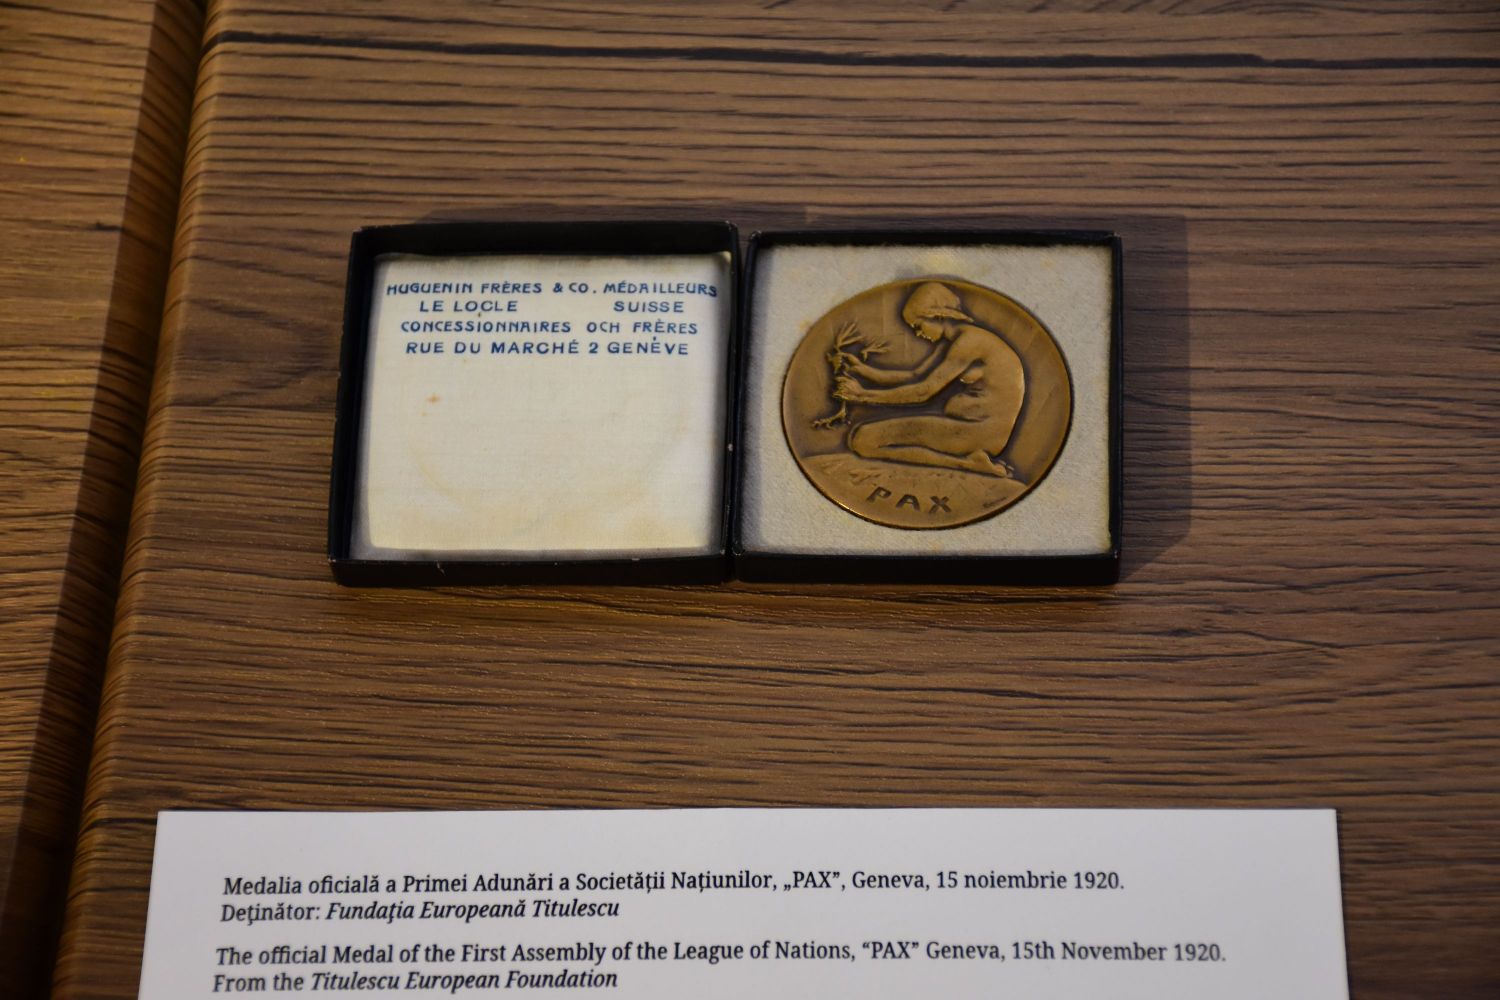 HUGUENIN FRÈRES & CO. MÉDAILLEURS
LE LOCLE SUISSE
CONCESSIONNAIRES OCH FRÈRES
RUE DU MARCHÉ 2 GENÈVE
PAX
Medalia oficială a Primei Adunări a Societății Națiunilor, „PAX”, Geneva, 15 noiembrie 1920.
Deţinător: Fundaţia Europeană Titulescu
The official Medal of the First Assembly of the League of Nations, “PAX” Geneva, 15th November 1920.
From the Titulescu European Foundation